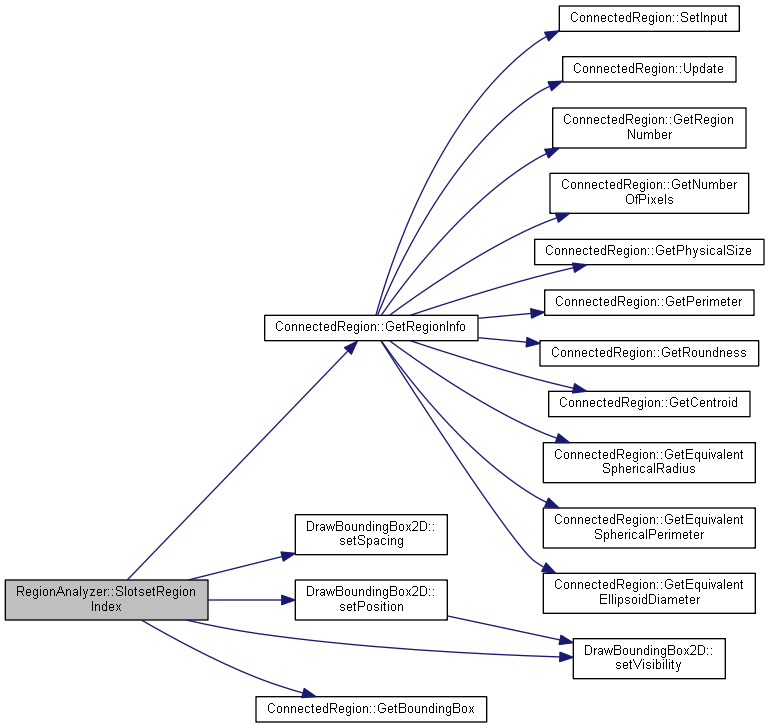 ConnectedRegion::SetInput
ConnectedRegion::Update
ConnectedRegion::GetRegion
Number
ConnectedRegion::GetNumber
OfPixels
ConnectedRegion::GetPhysicalSize
ConnectedRegion::GetPerimeter
ConnectedRegion::GetRegionInfo
ConnectedRegion::GetRoundness
ConnectedRegion::GetCentroid
ConnectedRegion::GetEquivalent
SphericalRadius
ConnectedRegion::GetEquivalent
SphericalPerimeter
DrawBoundingBox2D::
setSpacing
ConnectedRegion::GetEquivalent
EllipsoidDiameter
RegionAnalyzer::SlotsetRegion
Index
DrawBoundingBox2D::
setPosition
DrawBoundingBox2D::
setVisibility
ConnectedRegion::GetBoundingBox